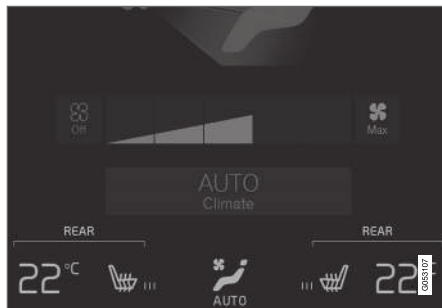 Off
Max
AUTO
Climate
REAR REAR
22°C 22°C
AUTO
G053107